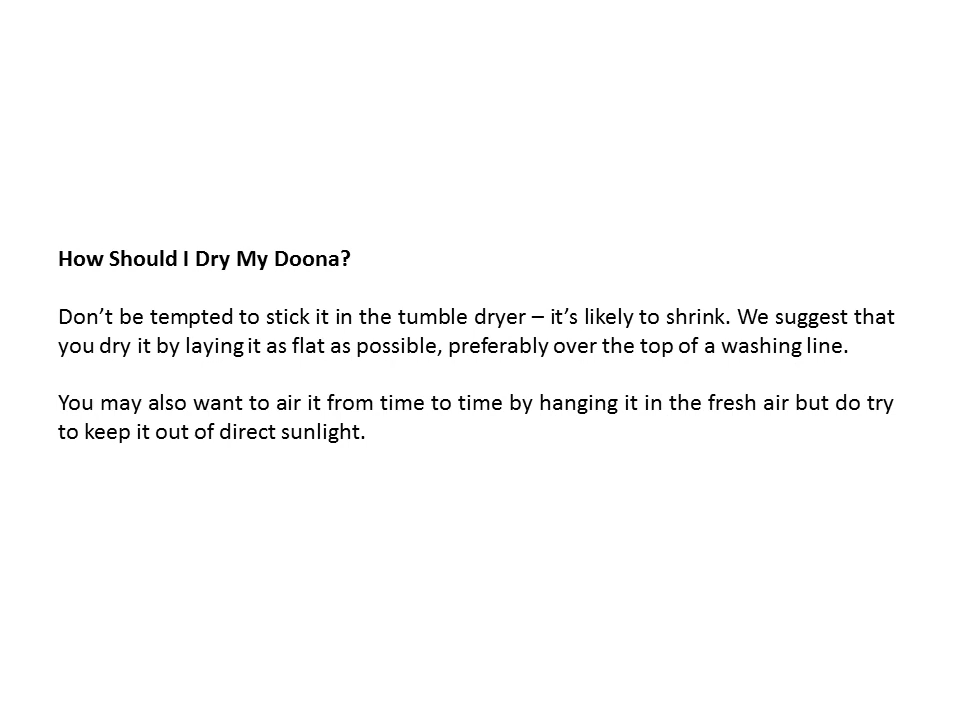 How Should I Dry My Doona?
Don’t be tempted to stick it in the tumble dryer – it’s likely to shrink. We suggest that
you dry it by laying it as flat as possible, preferably over the top of a washing line.
You may also want to air it from time to time by hanging it in the fresh air but do try
to keep it out of direct sunlight.